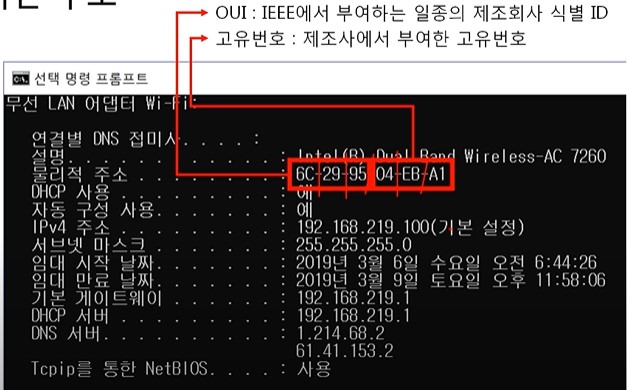 OUI : IEEE에서 부여하는 일종의 제조회사 식별 ID
고유번호 : 제조사에서 부여한 고유번호
선택 명령 프롬프트
무선 LAN 어댑터 Wi-Fi:
연결별 DNS 접미사. . . . :
설명. . . . . . . . . . . . : Intel(R) Dual Band Wireless-AC 7260
물리적 주소 . . . . . . . . : 6C-29-95-04-EB-A1
DHCP 사용 . . . . . . . . . : 예
자동 구성 사용. . . . . . . : 예
IPv4 주소 . . . . . . . . . : 192.168.219.100(기본 설정)
서브넷 마스크 . . . . . . . : 255.255.255.0
임대 시작 날짜. . . . . . . : 2019년 3월 6일 수요일 오전 6:44:26
임대 만료 날짜. . . . . . . : 2019년 3월 9일 토요일 오후 11:58:06
기본 게이트웨이 . . . . . . : 192.168.219.1
DHCP 서버 . . . . . . . . . : 192.168.219.1
DNS 서버. . . . . . . . . . : 1.214.68.2
61.41.153.2
Tcpip를 통한 NetBIOS. . . . : 사용